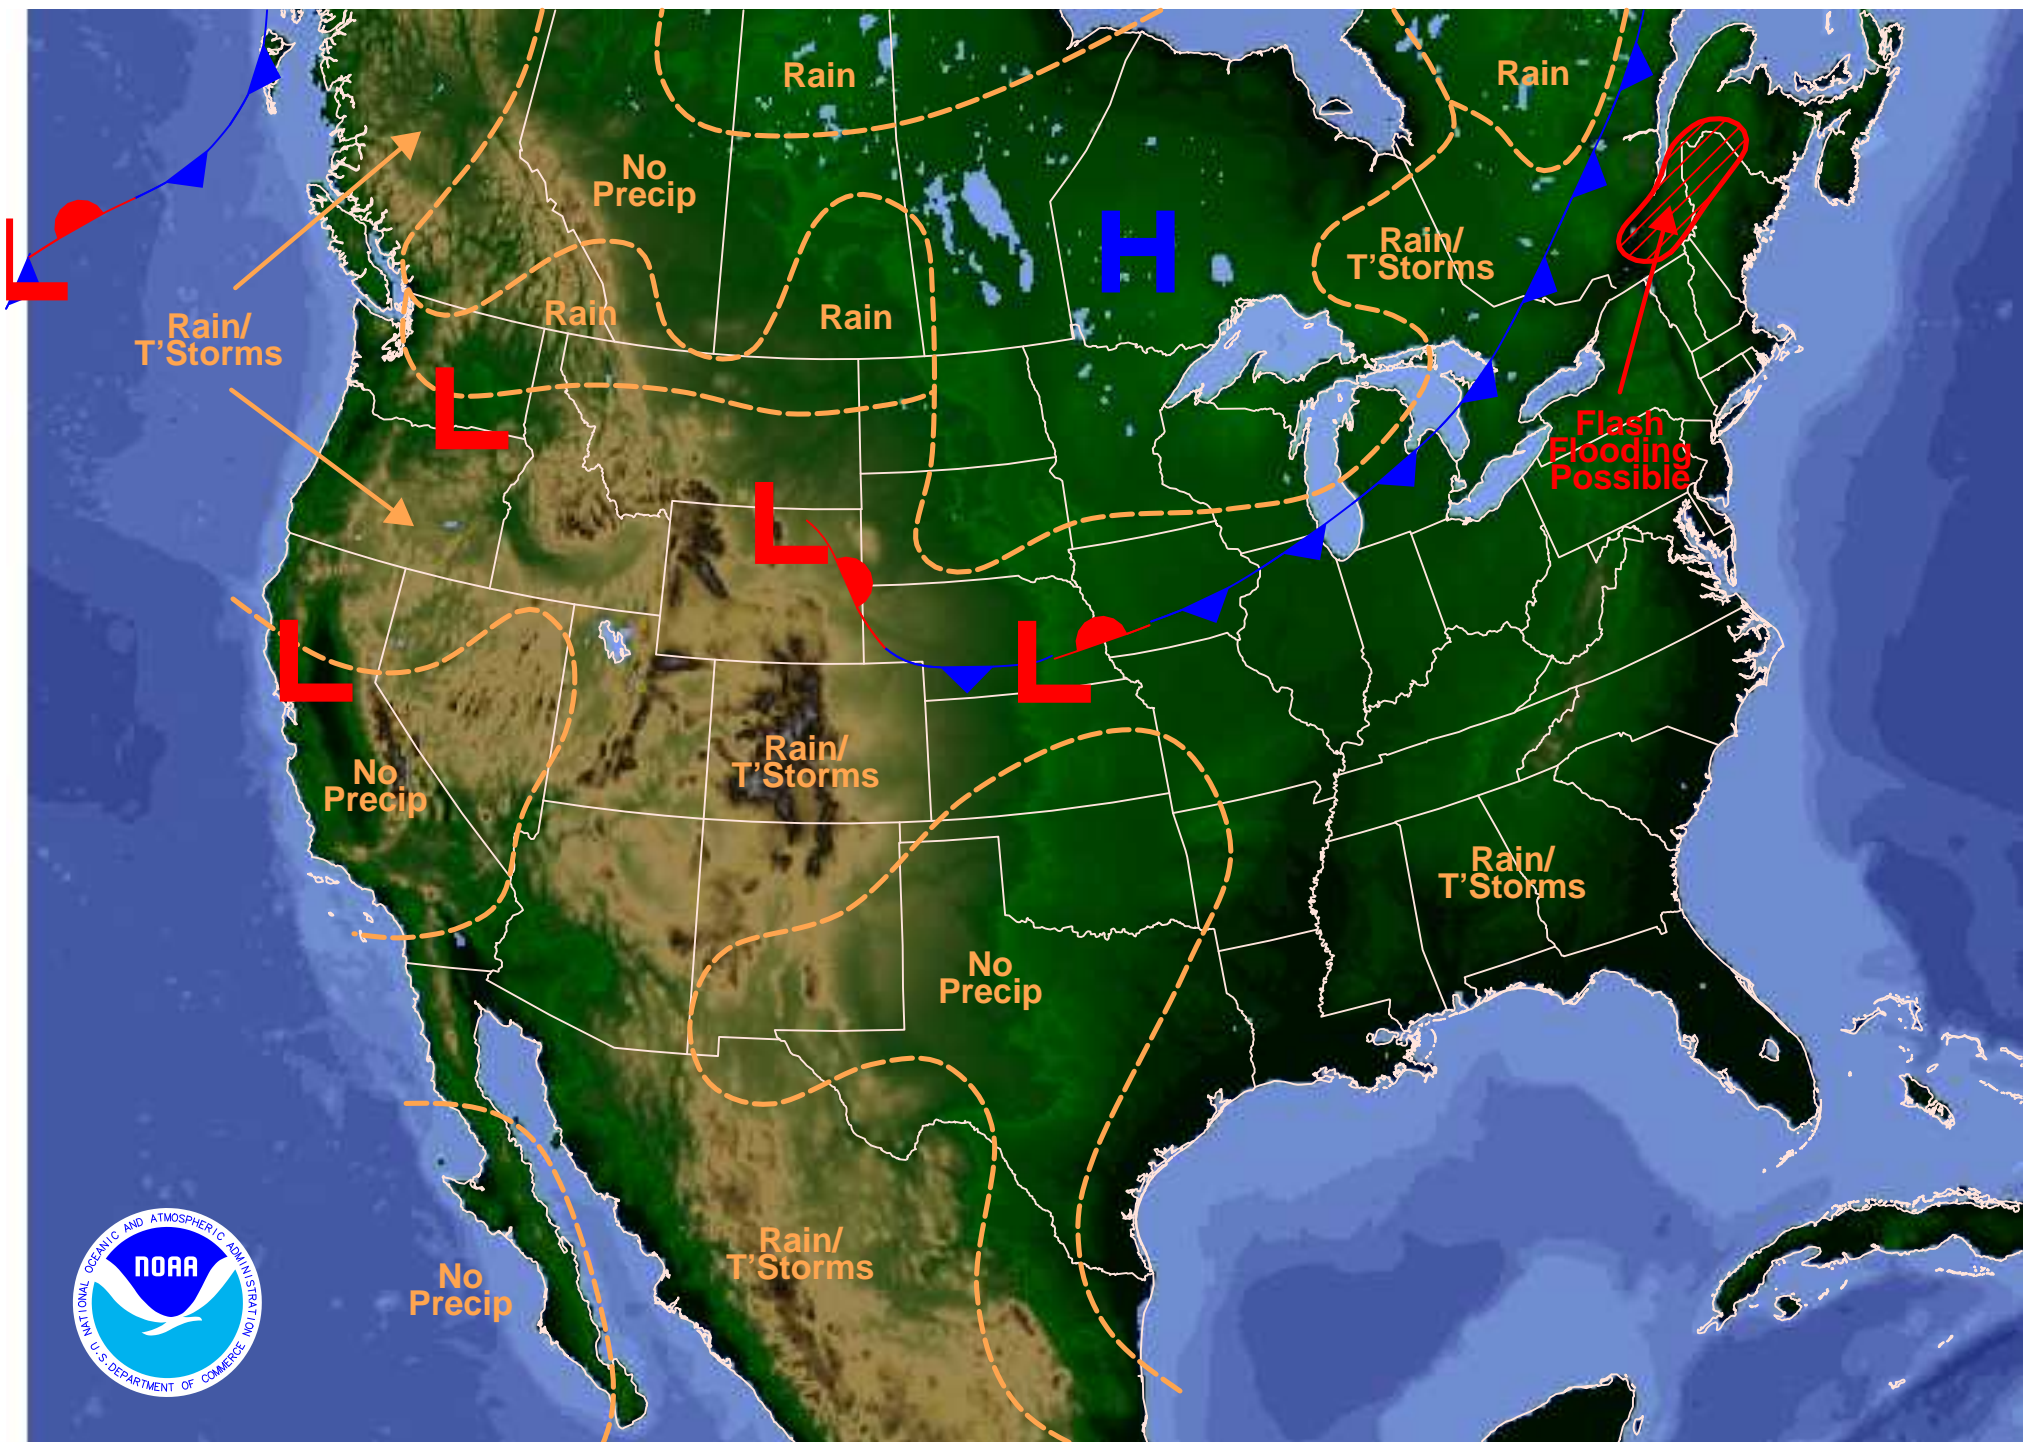 Rain
Rain
No
Precip
H
Rain/
T'Storms
L
Rain
Rain
Rain/
T'Storms
L
Flash
Flooding
Possible
L
L
L
Rain/
T'Storms
No
Precip
Rain/
T'Storms
No
Precip
Rain/
T'Storms
No
Precip
NATIONAL OCEANIC AND ATMOSPHERIC ADMINISTRATION
NOAA
U.S. DEPARTMENT OF COMMERCE